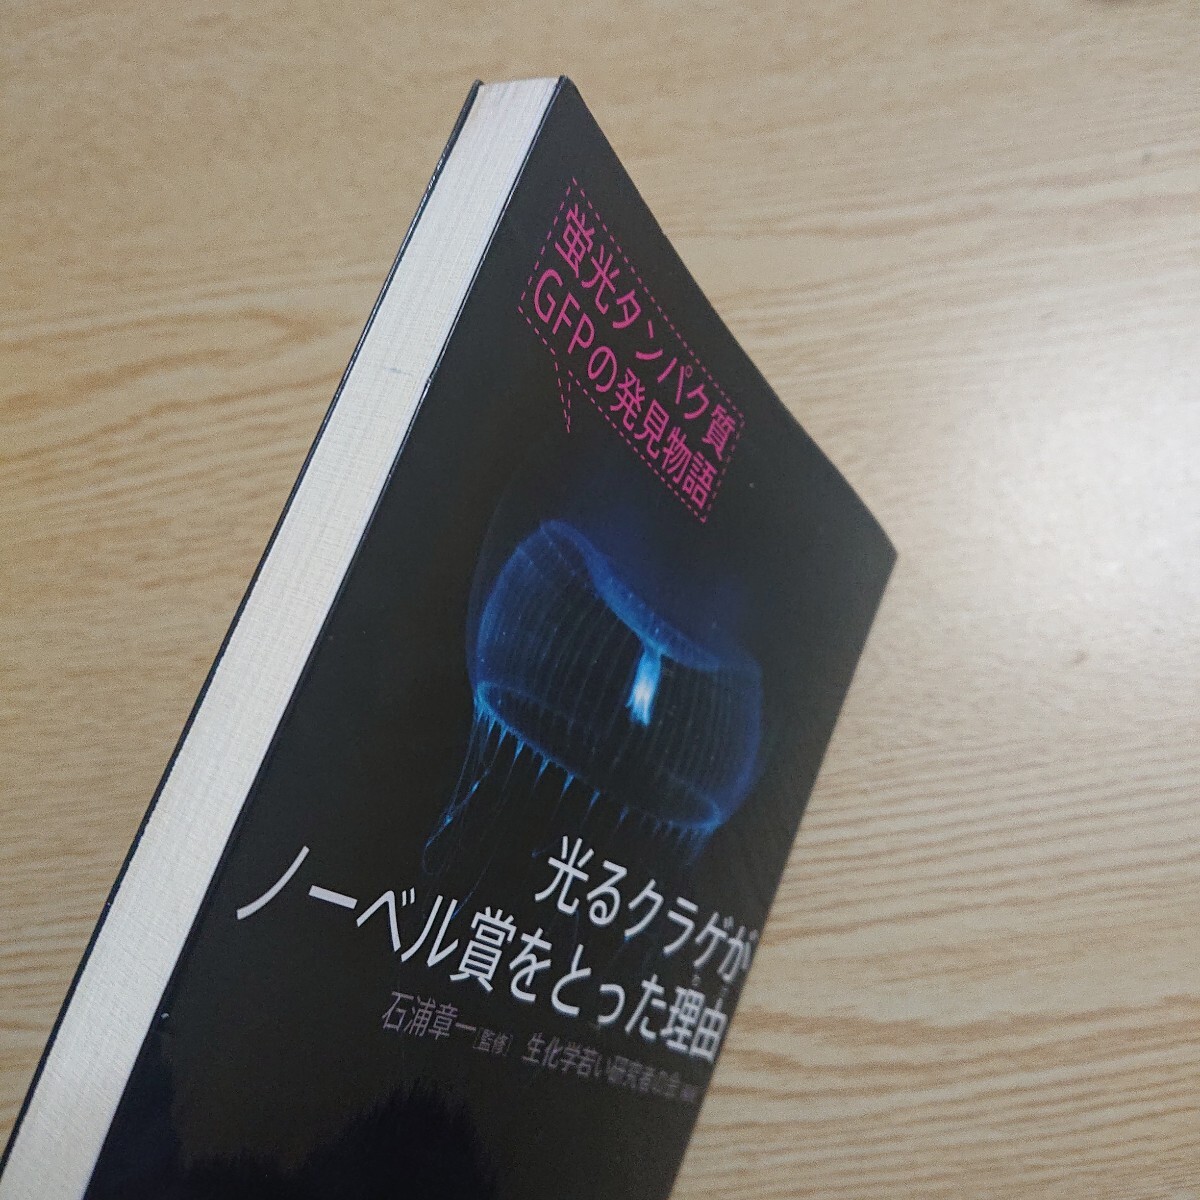 蛍光タンパク質
GFPの発見物語
光るクラゲが
ノーベル賞をとった理由
石浦章一[監修] 生化学若い研究者の会